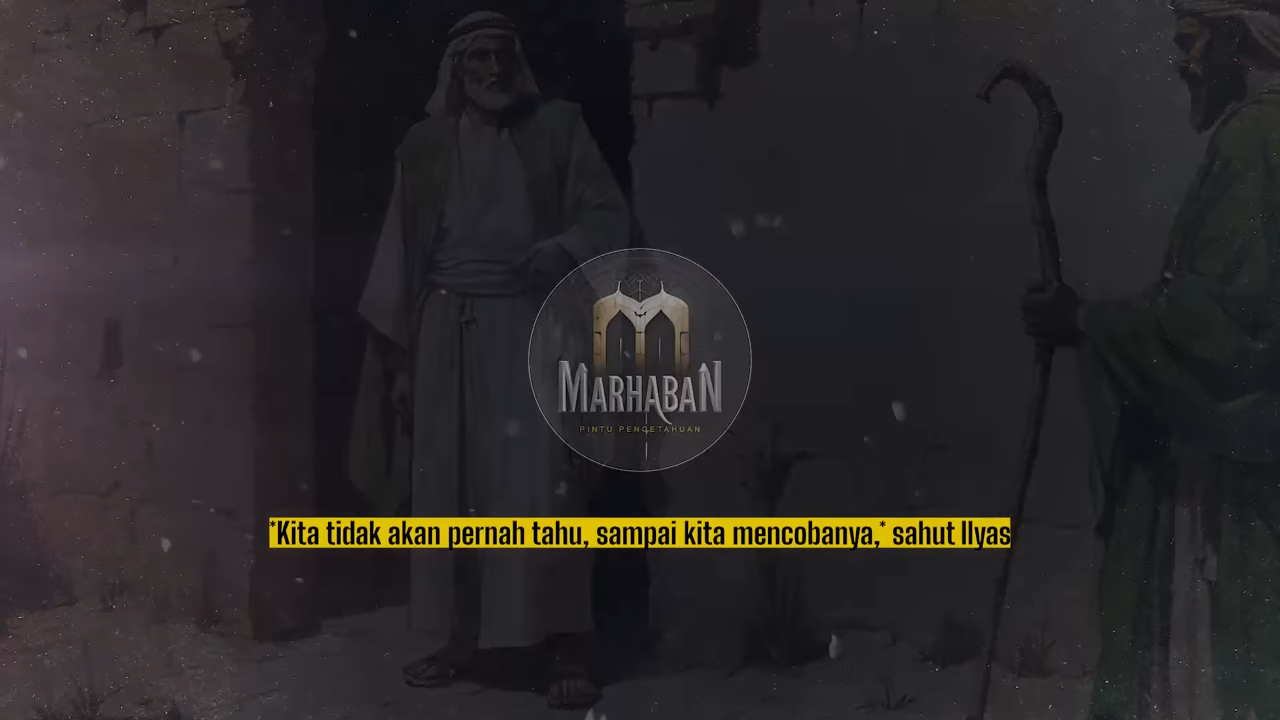 MARHABAN
PINTU PENGETAHUAN
*Kita tidak akan pernah tahu, sampai kita mencobanya,* sahut Ilyas